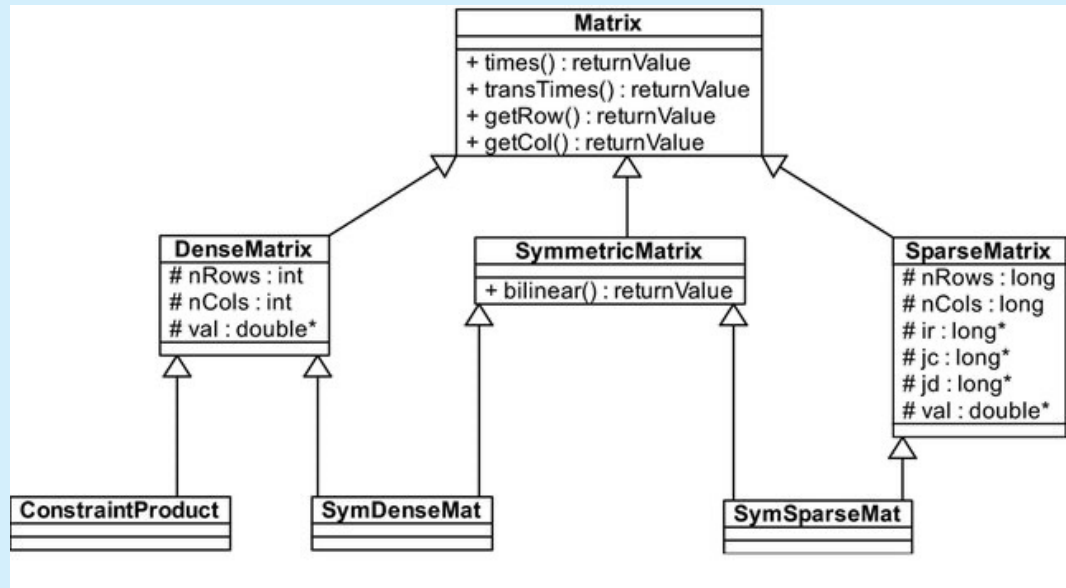 Matrix
+ times() : returnValue
+ transTimes() : returnValue
+ getRow() : returnValue
+ getCol() : returnValue
DenseMatrix
# nRows : int
# nCols : int
# val : double*
SymmetricMatrix
+ bilinear() : returnValue
SparseMatrix
# nRows : long
# nCols : long
# ir : long*
# jc : long*
# jd : long*
# val : double*
ConstraintProduct
SymDenseMat
SymSparseMat